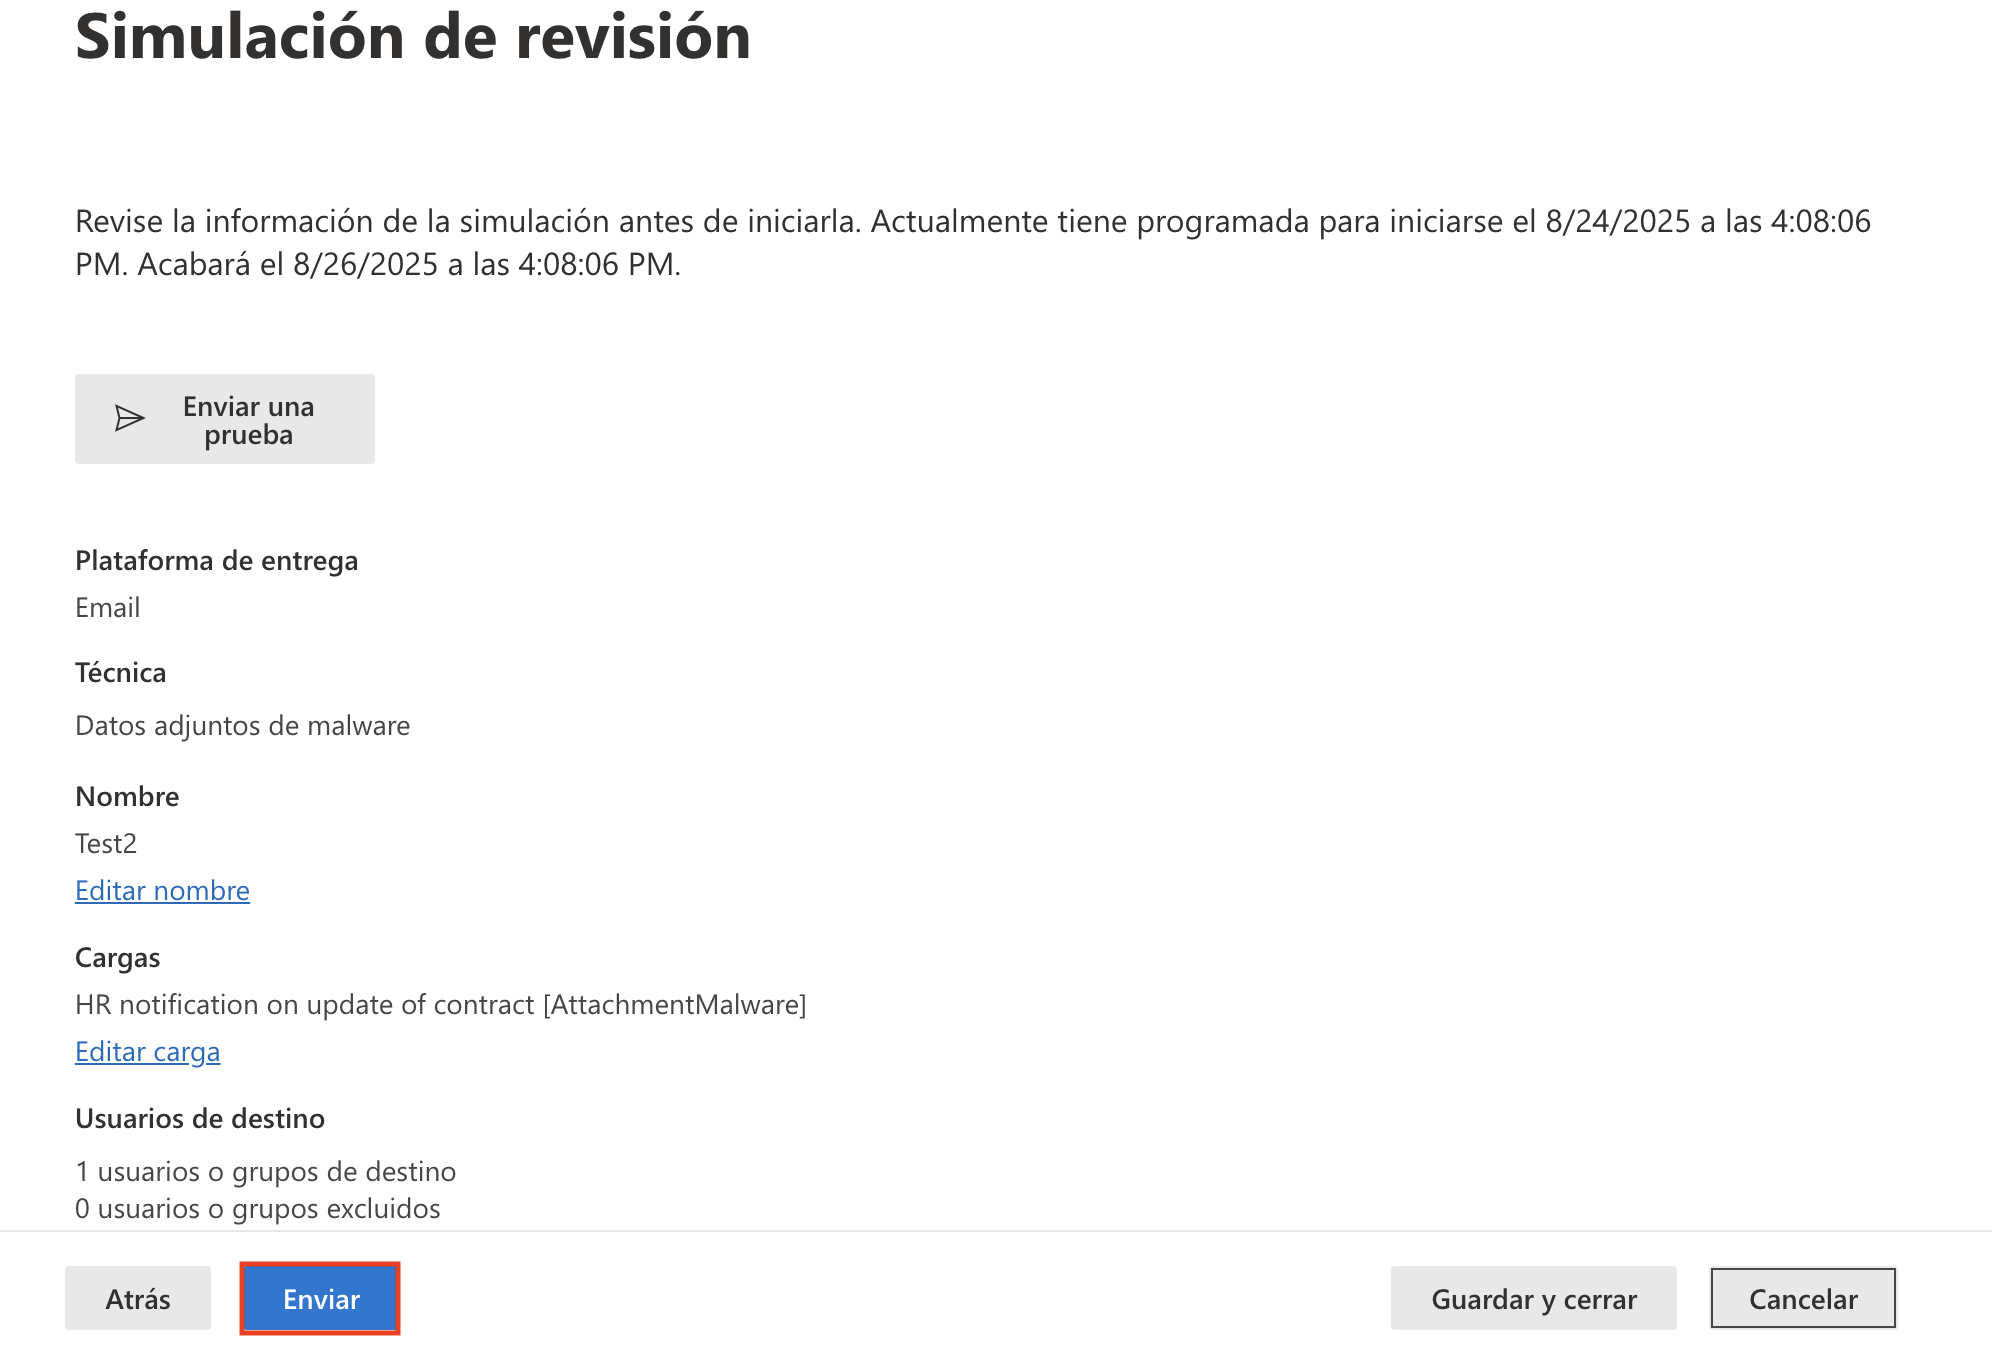 Simulación de revisión
Revise la información de la simulación antes de iniciarla. Actualmente tiene programada para iniciarse el 8/24/2025 a las 4:08:06
PM. Acabará el 8/26/2025 a las 4:08:06 PM.
Enviar una
prueba
Plataforma de entrega
Email
Técnica
Datos adjuntos de malware
Nombre
Test2
Editar nombre
Cargas
HR notification on update of contract [AttachmentMalware]
Editar carga
Usuarios de destino
1 usuarios o grupos de destino
0 usuarios o grupos excluidos
Atrás
Enviar
Guardar y cerrar
Cancelar